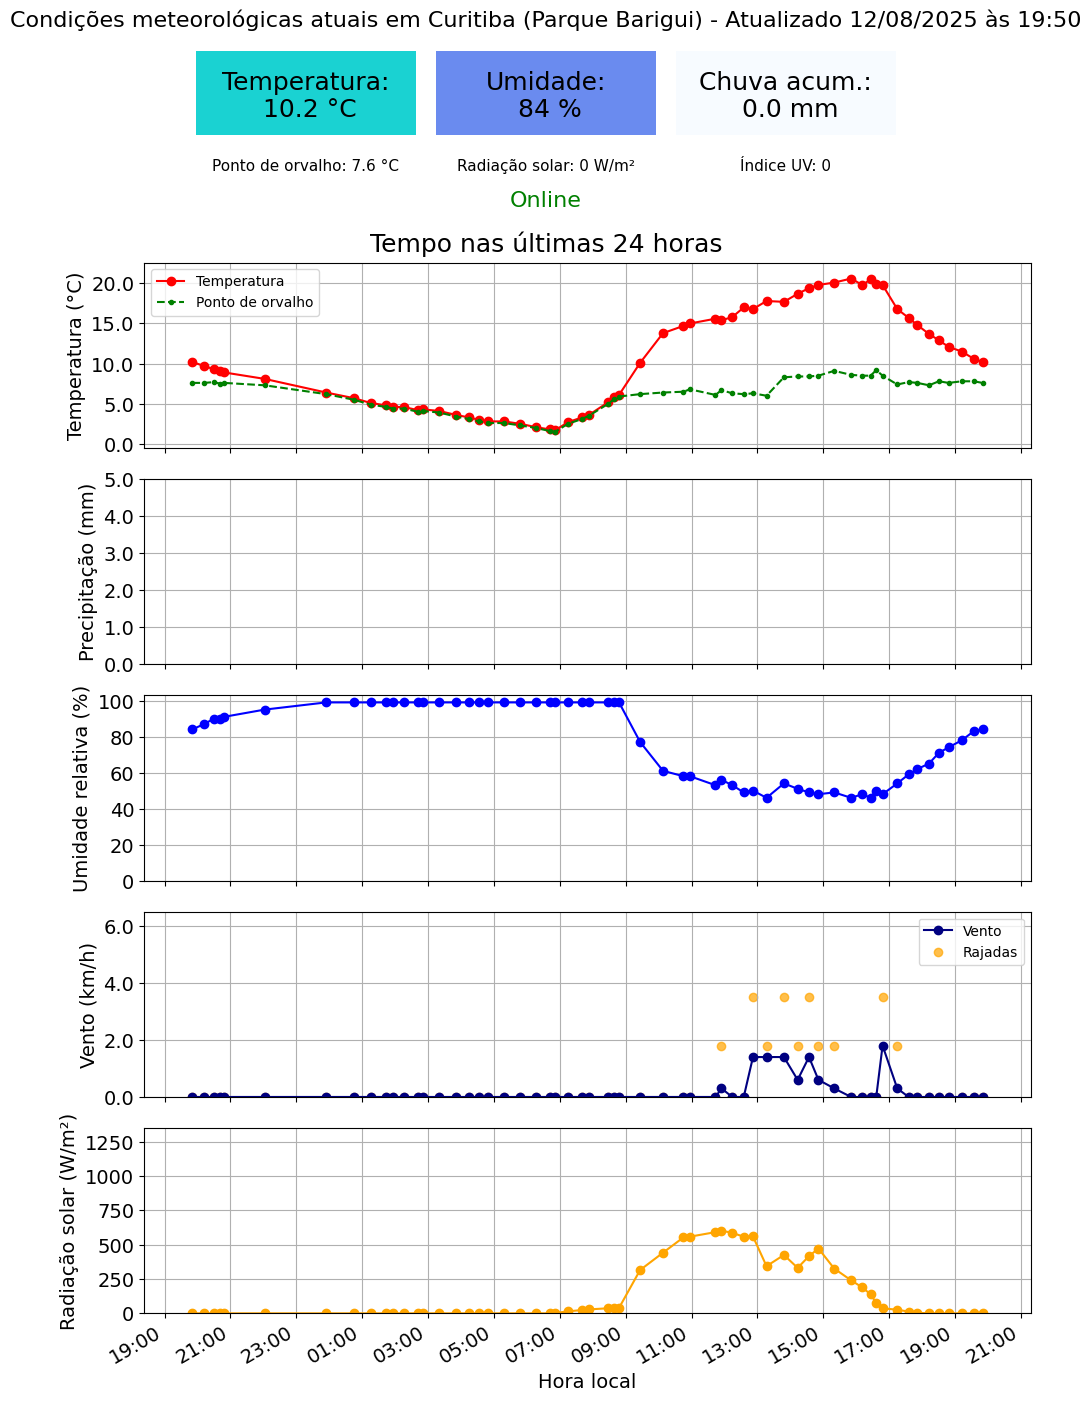 Condições meteorológicas atuais em Curitiba (Parque Barigui) - Atualizado 12/08/2025 às 19:50
Temperatura:
10.2 °C
Umidade:
84 %
Chuva acum.:
0.0 mm
Ponto de orvalho: 7.6 °C
Radiação solar: 0 W/m²
Índice UV: 0
Online
Tempo nas últimas 24 horas
Temperatura (°C)
20.0
15.0
10.0
5.0
0.0
Temperatura
Ponto de orvalho
Precipitação (mm)
5.0
4.0
3.0
2.0
1.0
0.0
Umidade relativa (%)
100
80
60
40
20
0
Vento (km/h)
6.0
4.0
2.0
0.0
Vento
Rajadas
Radiação solar (W/m²)
1250
1000
750
500
250
0
19:00
21:00
23:00
01:00
03:00
05:00
07:00
09:00
11:00
13:00
15:00
17:00
19:00
21:00
Hora local